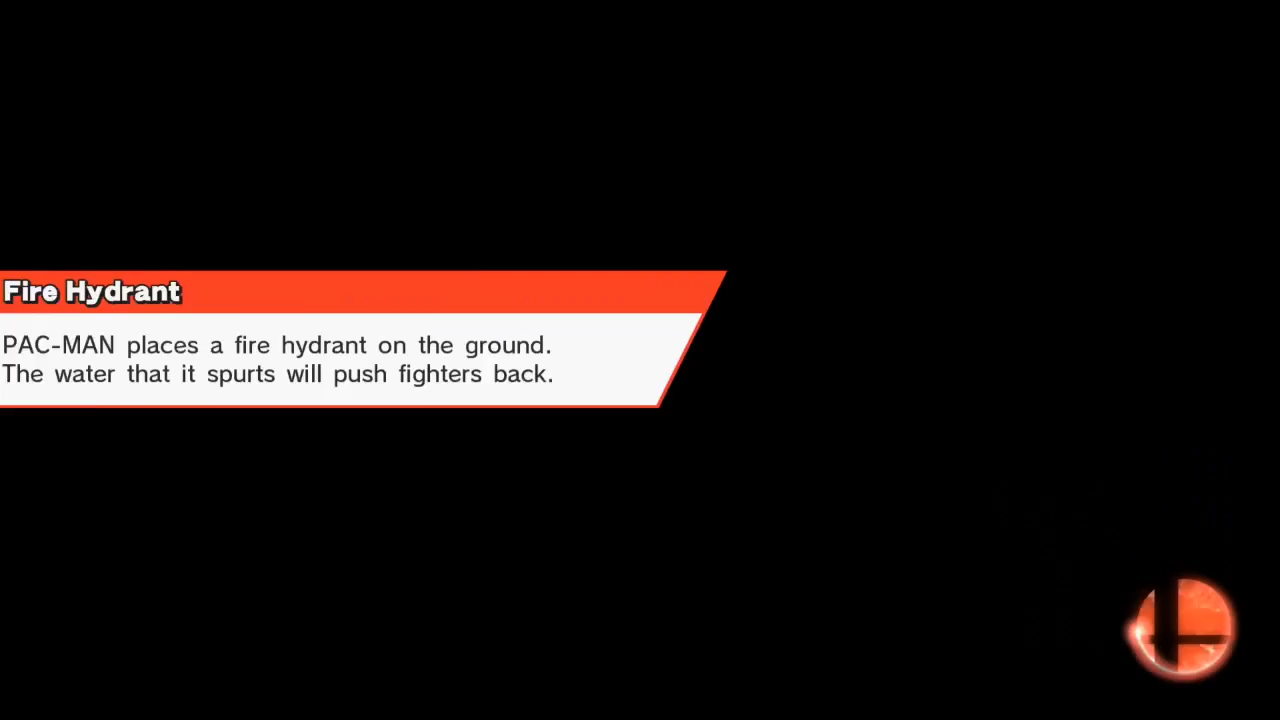 Fire Hydrant
PAC-MAN places a fire hydrant on the ground.
The water that it spurts will push fighters back.